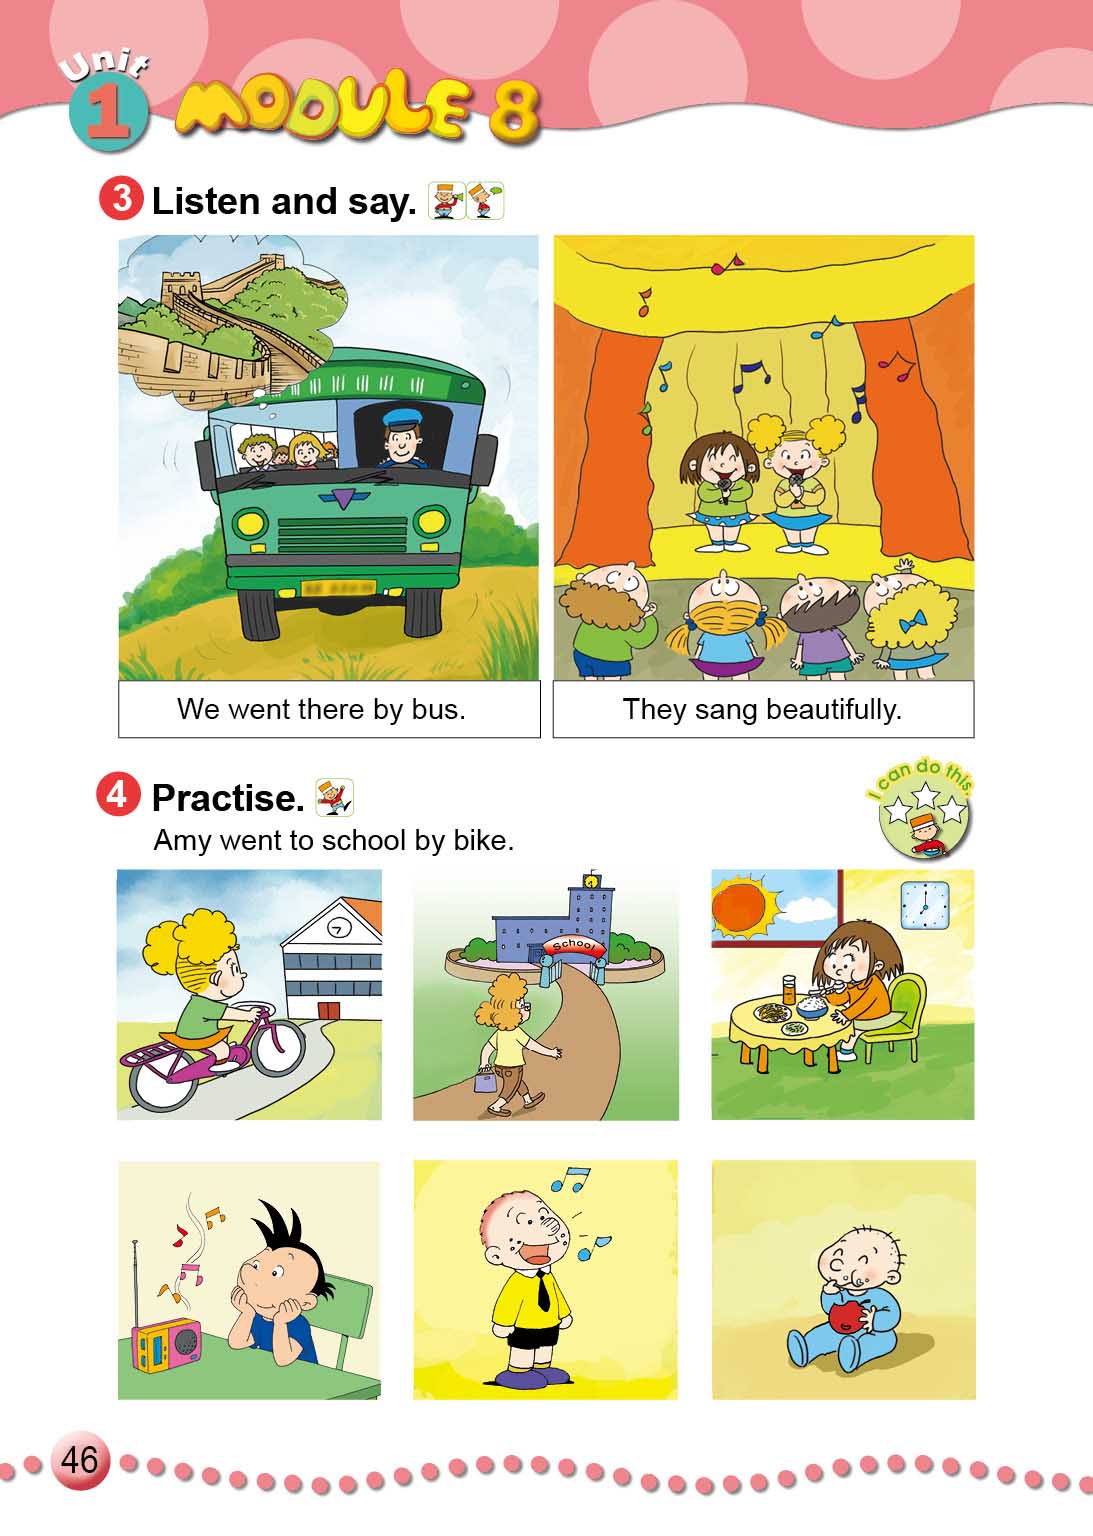 Unit
1 MODULE 8
3 Listen and say.
We went there by bus.
They sang beautifully.
4 Practise.
I can do this.
Amy went to school by bike.
School
46